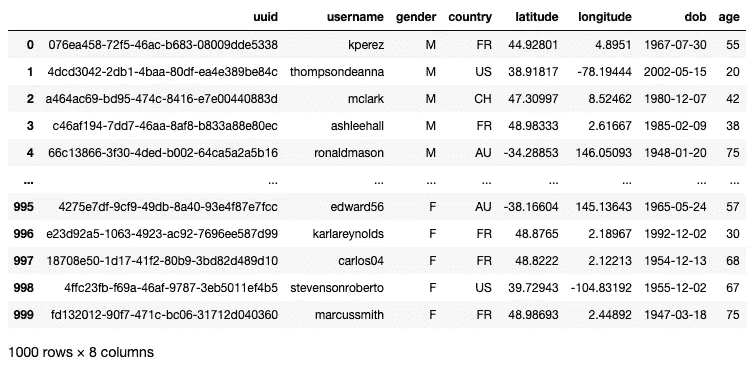 uuid username gender country latitude longitude dob age
0 076ea458-72f5-46ac-b683-08009dde5338 kperez M FR 44.92801 4.8951 1967-07-30 55
1 4dcd3042-2db1-4baa-80df-ea4e389be84c thompsondeanna M US 38.91817 -78.19444 2002-05-15 20
2 a464ac69-bd95-474c-8416-e7e00440883d mclark M CH 47.30997 8.52462 1980-12-07 42
3 c46af194-7dd7-46aa-8af8-b833a88e80ec ashleehall M FR 48.98333 2.61667 1985-02-09 38
4 66c13866-3f30-4ded-b002-64ca5a2a5b16 ronaldmason M AU -34.28853 146.05093 1948-01-20 75
... ... ... ... ... ... ... ... ...
995 4275e7df-9cf9-49db-8a40-93e4f87e7fcc edward56 F AU -38.16604 145.13643 1965-05-24 57
996 e23d92a5-1063-4923-ac92-7696ee587d99 karlareynolds F FR 48.8765 2.18967 1992-12-02 30
997 18708e50-1d17-41f2-80b9-3bd82d489d10 carlos04 F FR 48.8222 2.12213 1954-12-13 68
998 4ffc23fb-f69a-46af-9787-3eb5011ef4b5 stevensonroberto F US 39.72943 -104.83192 1955-12-02 67
999 fd132012-90f7-471c-bc06-31712d040360 marcussmith F FR 48.98693 2.44892 1947-03-18 75
1000 rows × 8 columns